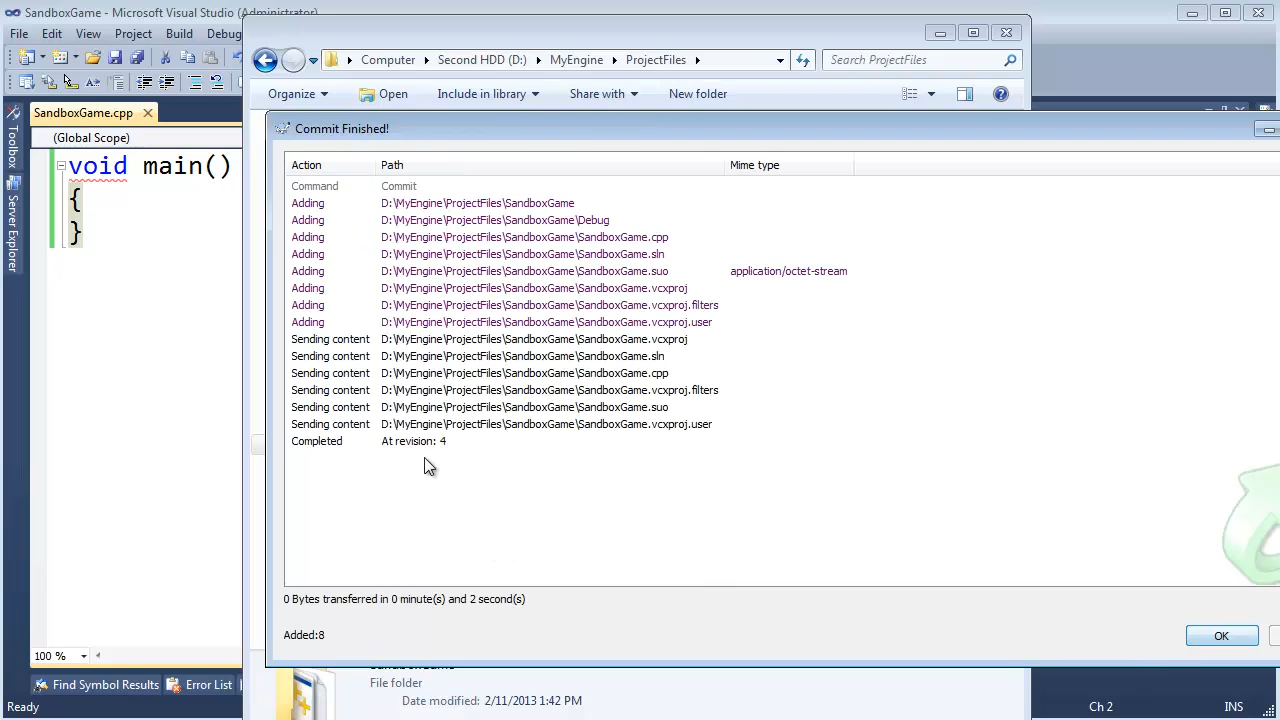 SandboxGame - Microsoft Visual Studio (Administrator)
File Edit View Project Build Debug
Computer Second HDD (D:) MyEngine ProjectFiles
Search ProjectFiles
Organize Open Include in library Share with New folder
SandboxGame.cpp
Commit Finished!
(Global Scope)
Toolbox
Server Explorer
void main()
{
}
Action Path Mime type
Command Commit
Adding D:\MyEngine\ProjectFiles\SandboxGame
Adding D:\MyEngine\ProjectFiles\SandboxGame\Debug
Adding D:\MyEngine\ProjectFiles\SandboxGame\SandboxGame.cpp
Adding D:\MyEngine\ProjectFiles\SandboxGame\SandboxGame.sln
Adding D:\MyEngine\ProjectFiles\SandboxGame\SandboxGame.suo application/octet-stream
Adding D:\MyEngine\ProjectFiles\SandboxGame\SandboxGame.vcxproj
Adding D:\MyEngine\ProjectFiles\SandboxGame\SandboxGame.vcxproj.filters
Adding D:\MyEngine\ProjectFiles\SandboxGame\SandboxGame.vcxproj.user
Sending content D:\MyEngine\ProjectFiles\SandboxGame\SandboxGame.vcxproj
Sending content D:\MyEngine\ProjectFiles\SandboxGame\SandboxGame.sln
Sending content D:\MyEngine\ProjectFiles\SandboxGame\SandboxGame.cpp
Sending content D:\MyEngine\ProjectFiles\SandboxGame\SandboxGame.vcxproj.filters
Sending content D:\MyEngine\ProjectFiles\SandboxGame\SandboxGame.suo
Sending content D:\MyEngine\ProjectFiles\SandboxGame\SandboxGame.vcxproj.user
Completed At revision: 4
0 Bytes transferred in 0 minute(s) and 2 second(s)
Added:8
OK
100 %
File folder
Date modified: 2/11/2013 1:42 PM
Find Symbol Results Error List
Ready Ch 2 INS